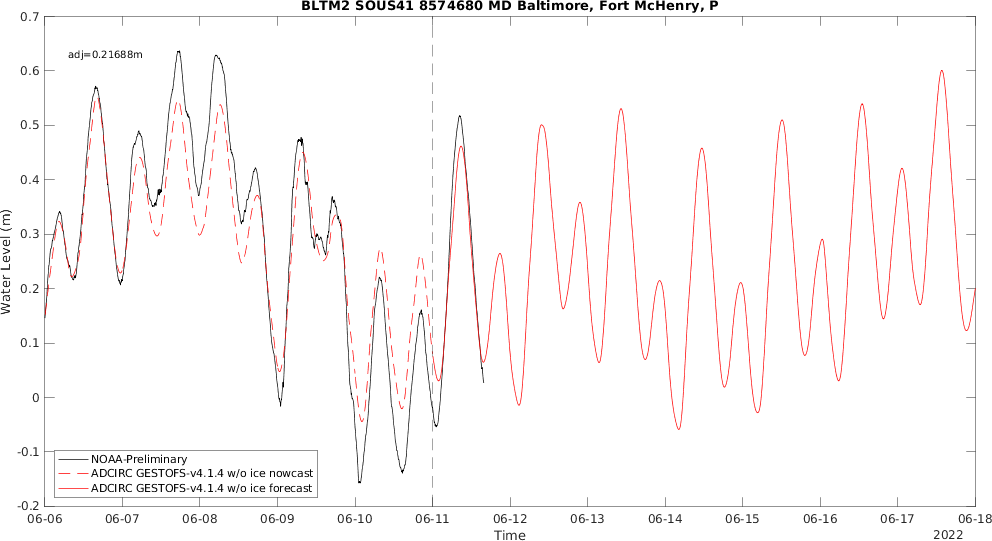 BLTM2 SOUS41 8574680 MD Baltimore, Fort McHenry, P
0.7
adj=0.21688m
0.6
0.5
0.4
0.3
0.2
0.1
0
-0.1
-0.2
Water Level (m)
NOAA-Preliminary
ADCIRC GESTOFS-v4.1.4 w/o ice nowcast
ADCIRC GESTOFS-v4.1.4 w/o ice forecast
06-06 06-07 06-08 06-09 06-10 06-11 06-12 06-13 06-14 06-15 06-16 06-17 06-18
Time
2022